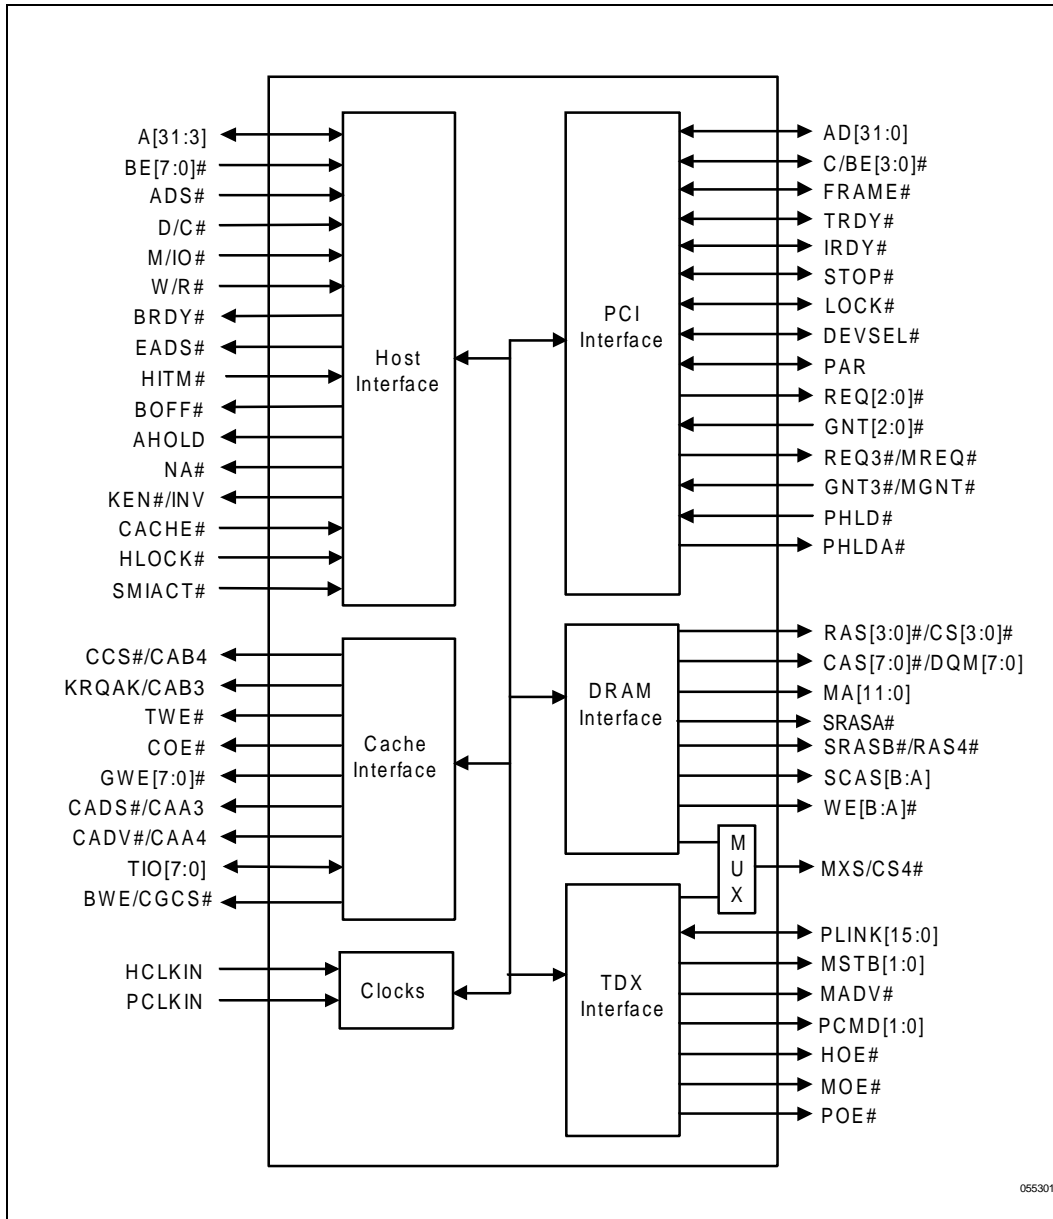 A[31:3]
BE[7:0]#
ADS#
D/C#
M/IO#
W/R#
BRDY#
EADS#
HITM#
BOFF#
AHOLD
NA#
KEN#/INV
CACHE#
HLOCK#
SMIACT#
Host
Interface
PCI
Interface
AD[31:0]
C/BE[3:0]#
FRAME#
TRDY#
IRDY#
STOP#
LOCK#
DEVSEL#
PAR
REQ[2:0]#
GNT[2:0]#
REQ3#/MREQ#
GNT3#/MGNT#
PHLD#
PHLDA#
CCS#/CAB4
KRQAK/CAB3
TWE#
COE#
GWE[7:0]#
CADS#/CAA3
CADV#/CAA4
TIO[7:0]
BWE/CGCS#
Cache
Interface
DRAM
Interface
RAS[3:0]#/CS[3:0]#
CAS[7:0]#/DQM[7:0]
MA[11:0]
SRASA#
SRASB#/RAS4#
SCAS[B:A]
WE[B:A]#
M
U
X
MXS/CS4#
HCLKIN
PCLKIN
Clocks
TDX
Interface
PLINK[15:0]
MSTB[1:0]
MADV#
PCMD[1:0]
HOE#
MOE#
POE#
055301